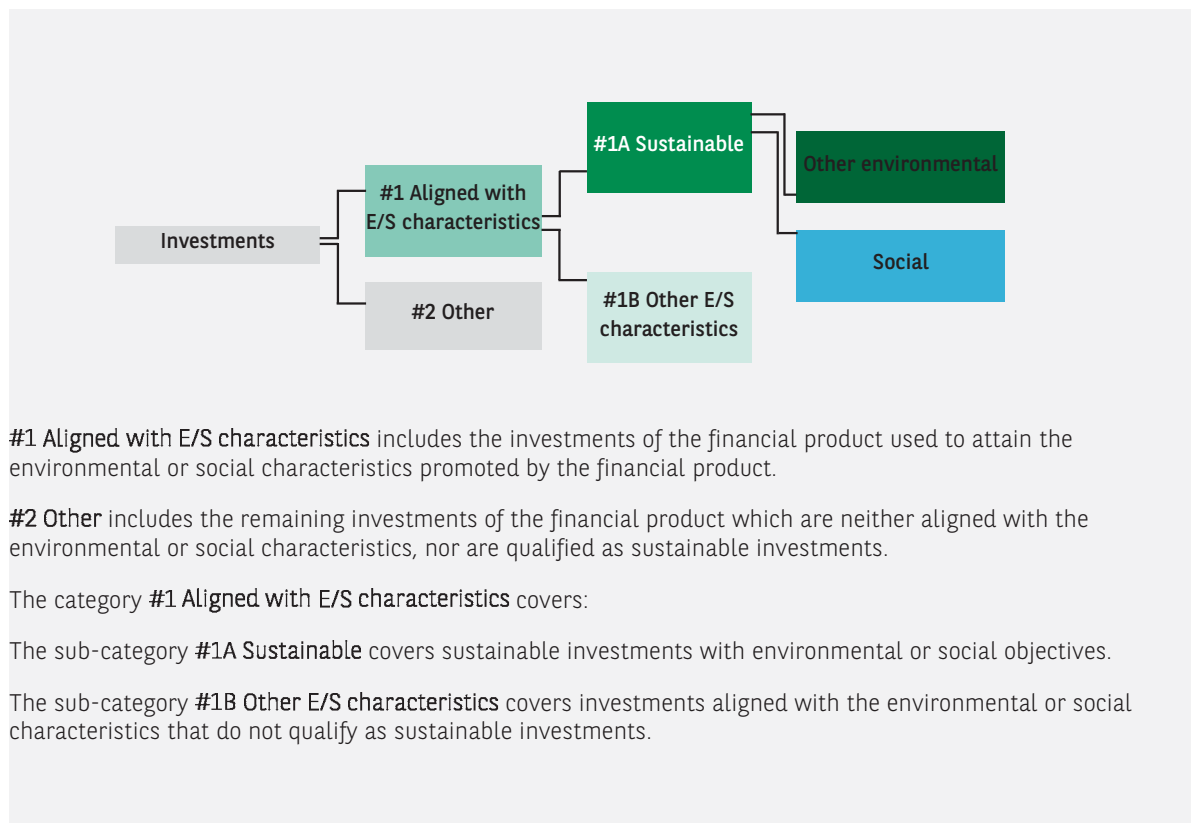 #1A Sustainable
Other environmental
#1 Aligned with
E/S characteristics
Investments
Social
#2 Other
#1B Other E/S
characteristics
#1 Aligned with E/S characteristics includes the investments of the financial product used to attain the
environmental or social characteristics promoted by the financial product.
#2 Other includes the remaining investments of the financial product which are neither aligned with the
environmental or social characteristics, nor are qualified as sustainable investments.
The category #1 Aligned with E/S characteristics covers:
The sub-category #1A Sustainable covers sustainable investments with environmental or social objectives.
The sub-category #1B Other E/S characteristics covers investments aligned with the environmental or social
characteristics that do not qualify as sustainable investments.